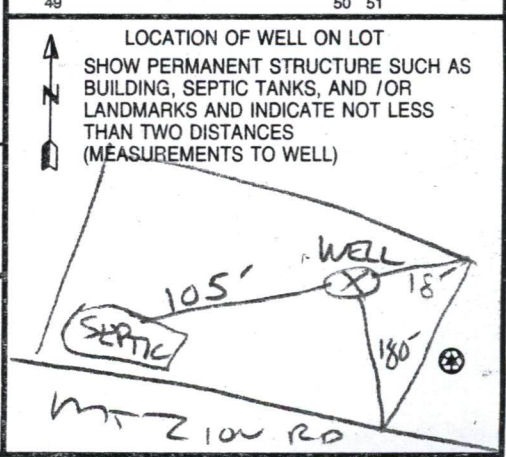 49 50 51
LOCATION OF WELL ON LOT
SHOW PERMANENT STRUCTURE SUCH AS
BUILDING, SEPTIC TANKS, AND / OR
LANDMARKS AND INDICATE NOT LESS
THAN TWO DISTANCES
(MEASUREMENTS TO WELL)
N
WELL
105'
18'
SEPTIC
180'
MT ZION RD